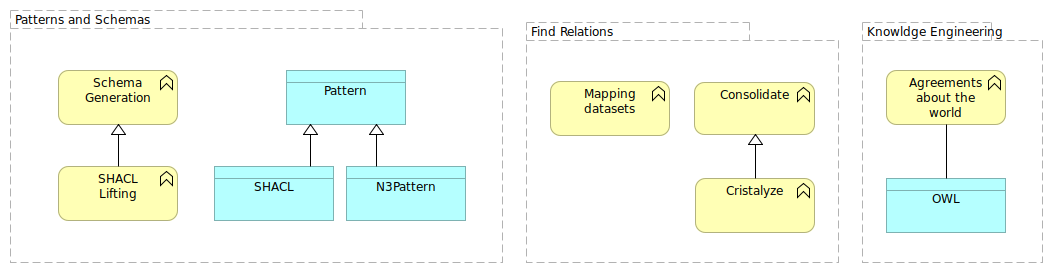 Patterns and Schemas
Schema
Generation
Pattern
SHACL
Lifting
SHACL
N3Pattern
Find Relations
Mapping
datasets
Consolidate
Cristalyze
Knowldge Engineering
Agreements
about the
world
OWL